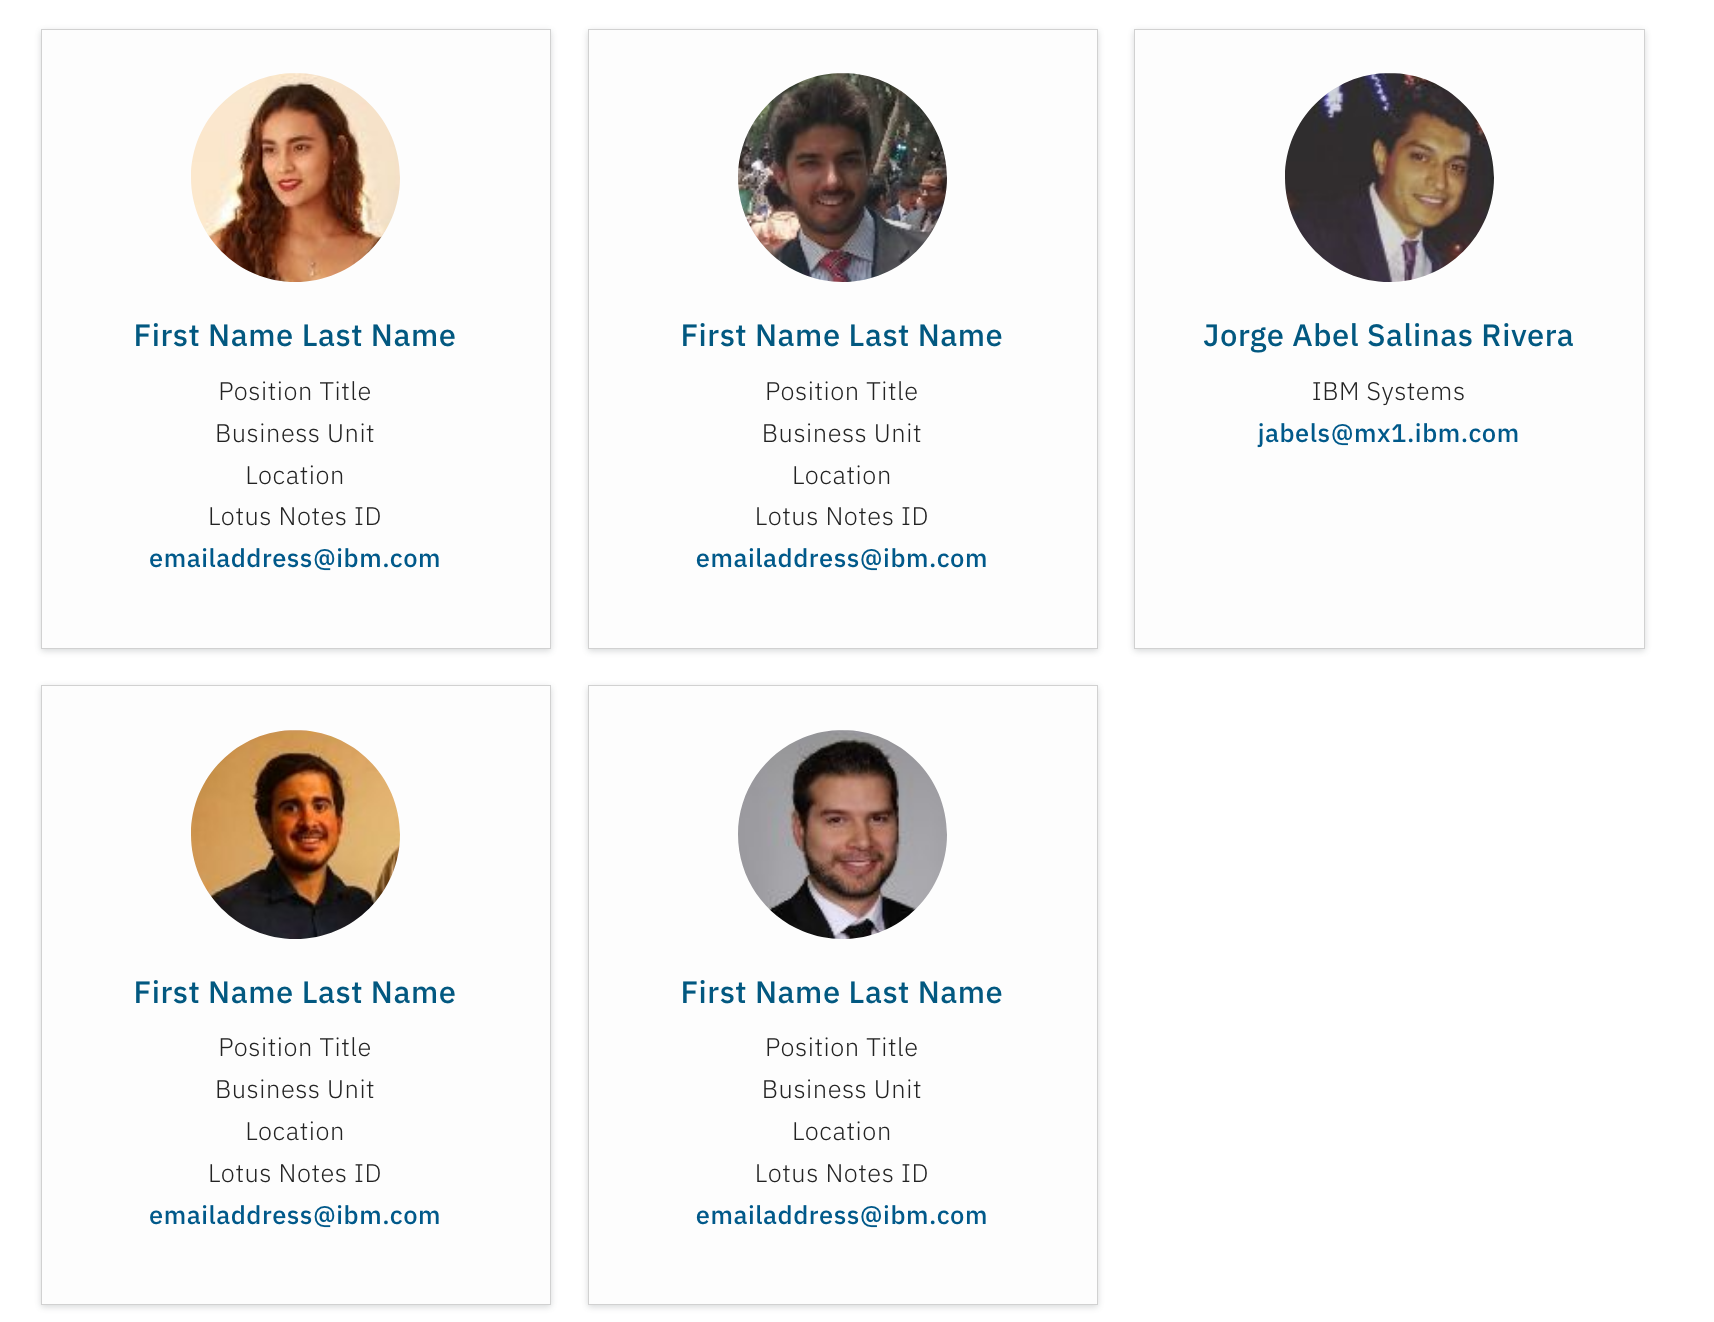 First Name Last Name
Position Title
Business Unit
Location
Lotus Notes ID
emailaddress@ibm.com
First Name Last Name
Position Title
Business Unit
Location
Lotus Notes ID
emailaddress@ibm.com
Jorge Abel Salinas Rivera
IBM Systems
jabels@mx1.ibm.com
First Name Last Name
Position Title
Business Unit
Location
Lotus Notes ID
emailaddress@ibm.com
First Name Last Name
Position Title
Business Unit
Location
Lotus Notes ID
emailaddress@ibm.com